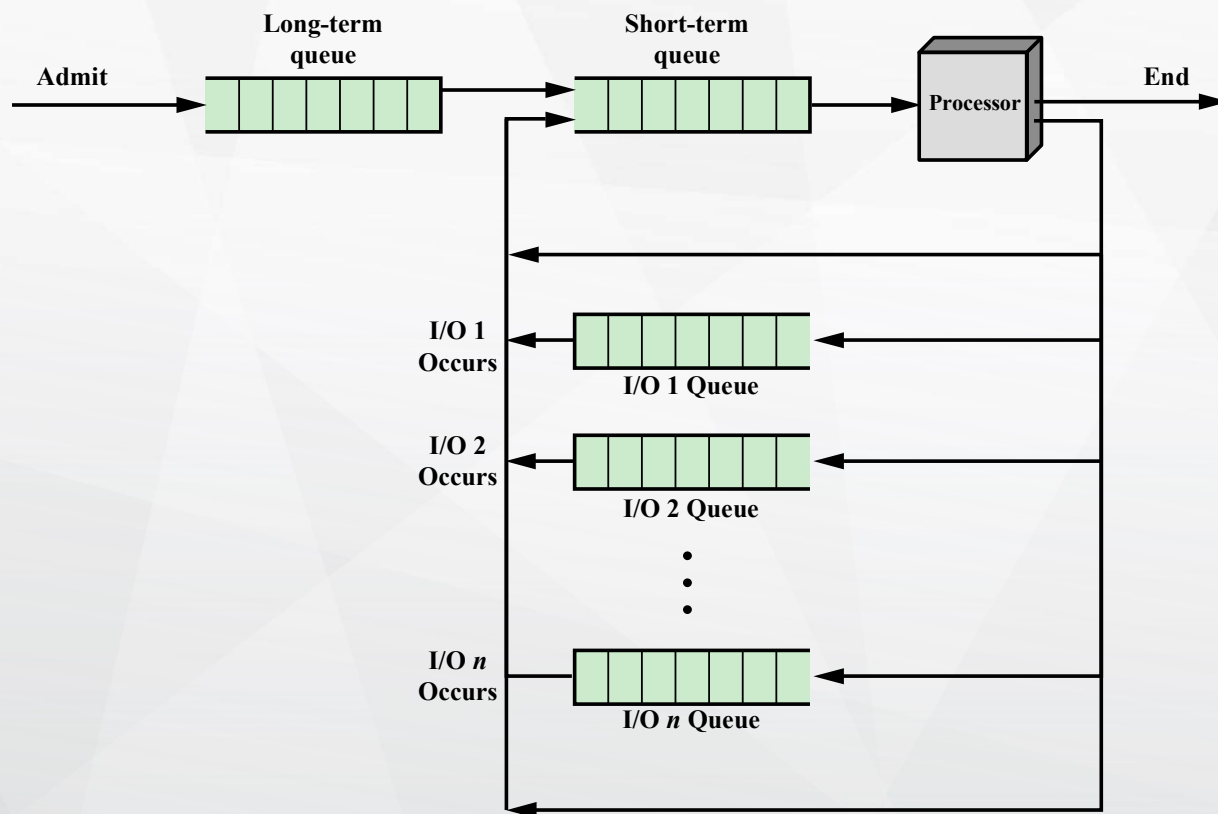 Long-term
queue
Short-term
queue
Admit
Processor
End
I/O 1
Occurs
I/O 1 Queue
I/O 2
Occurs
I/O 2 Queue
I/O n
Occurs
I/O n Queue